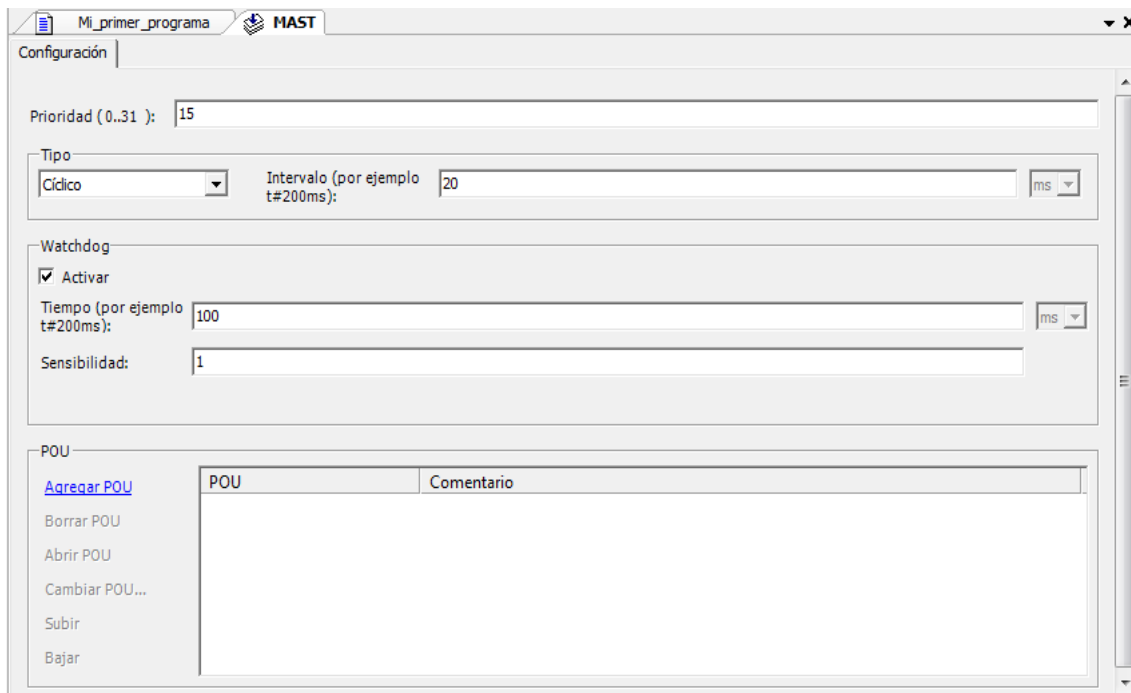 Mi_primer_programa MAST
Configuración
Prioridad ( 0..31 ): 15
Tipo
Cíclico Intervalo (por ejemplo t#200ms): 20 ms
Watchdog
Activar
Tiempo (por ejemplo t#200ms): 100 ms
Sensibilidad: 1
POU
Agregar POU POU Comentario
Borrar POU
Abrir POU
Cambiar POU...
Subir
Bajar